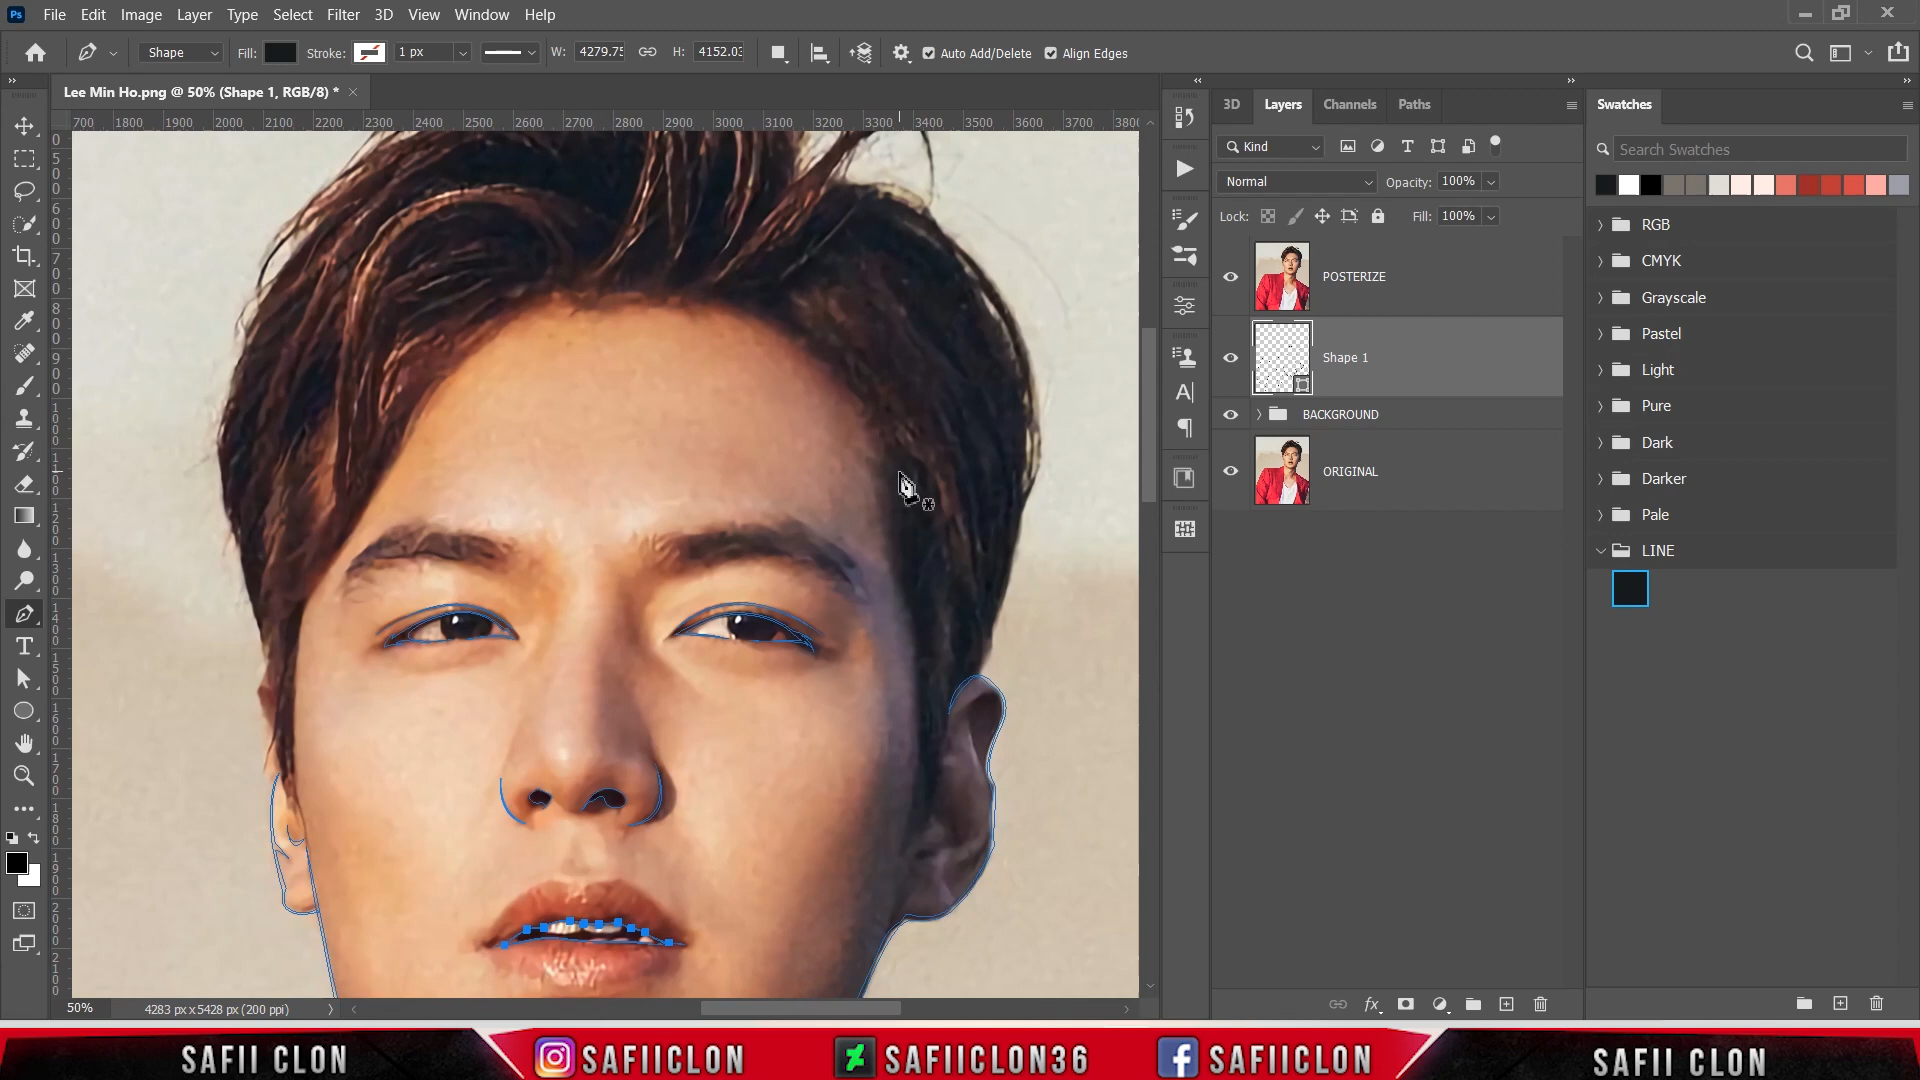 Ps File Edit Image Layer Type Select Filter 3D View Window Help
Shape Fill: Stroke: 1 px W: 4279.75 H: 4152.03 Auto Add/Delete Align Edges
Lee Min Ho.png @ 50% (Shape 1, RGB/8) *
700 1800 1900 2000 2100 2200 2300 2400 2500 2600 2700 2800 2900 3000 3100 3200 3300 3400 3500 3600 3700 3800
3D Layers Channels Paths
Kind
Normal Opacity: 100%
Lock: Fill: 100%
POSTERIZE
Shape 1
BACKGROUND
ORIGINAL
Swatches
Search Swatches
RGB
CMYK
Grayscale
Pastel
Light
Pure
Dark
Darker
Pale
LINE
50% 4283 px x 5428 px (200 ppi)
SAFII CLON SAFIICLON SAFIICLON36 SAFIICLON SAFII CLON